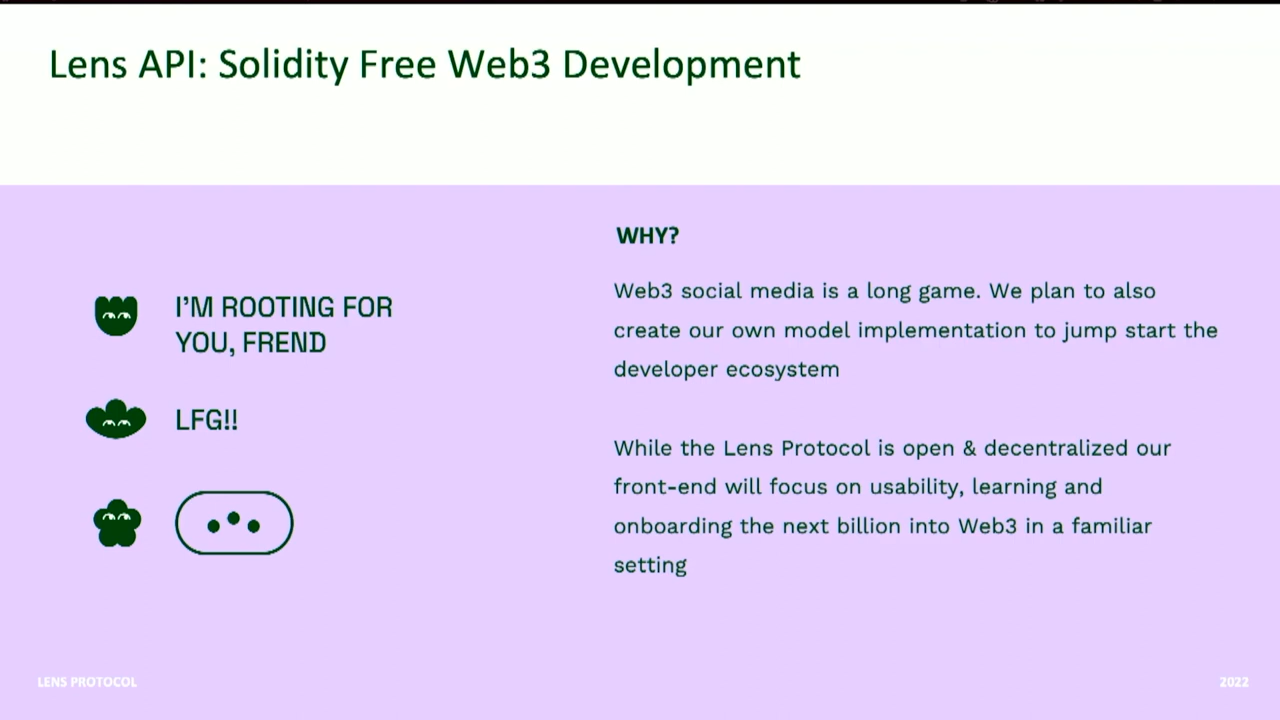 Lens API: Solidity Free Web3 Development
I’M ROOTING FOR
YOU, FREND
LFG!!
WHY?
Web3 social media is a long game. We plan to also
create our own model implementation to jump start the
developer ecosystem
While the Lens Protocol is open & decentralized our
front-end will focus on usability, learning and
onboarding the next billion into Web3 in a familiar
setting
LENS PROTOCOL
2022